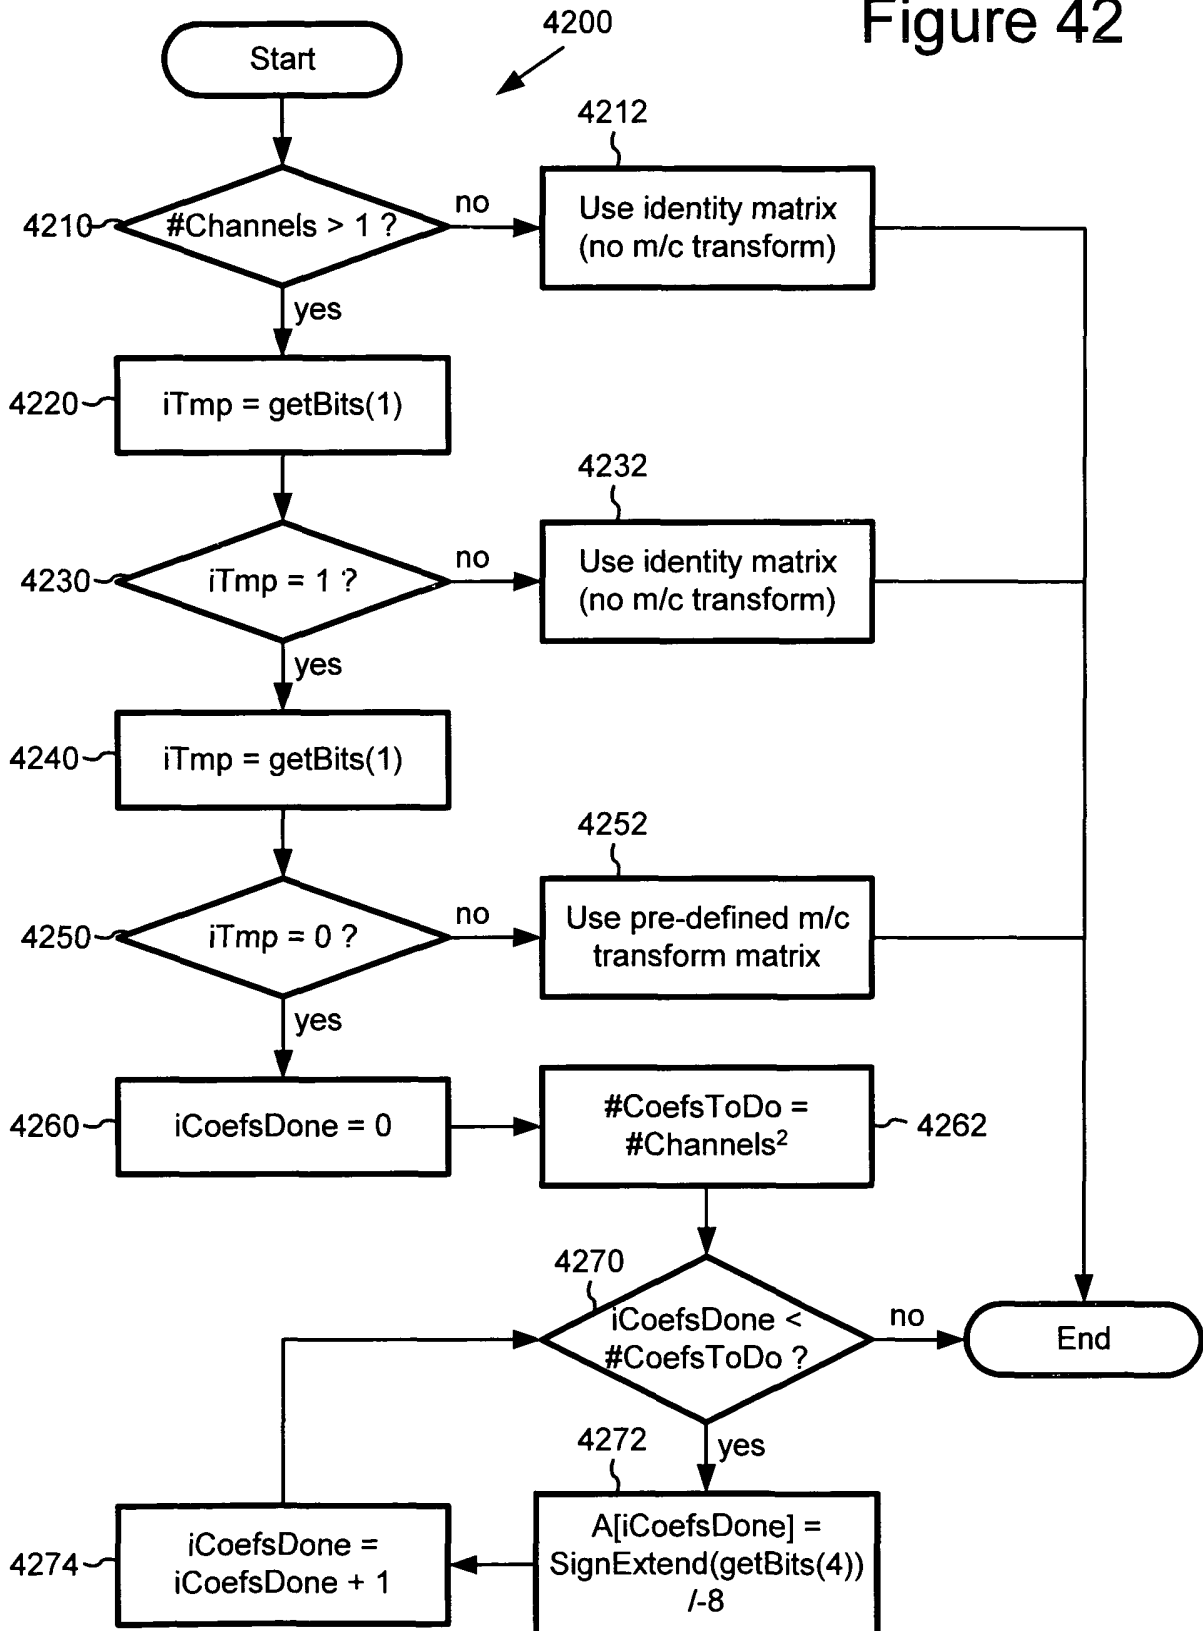 Figure 42
4200
Start
4212
4210
#Channels > 1 ?
no
Use identity matrix
(no m/c transform)
yes
4220
iTmp = getBits(1)
4232
4230
iTmp = 1 ?
no
Use identity matrix
(no m/c transform)
yes
4240
iTmp = getBits(1)
4252
4250
iTmp = 0 ?
no
Use pre-defined m/c
transform matrix
yes
4260
iCoefsDone = 0
#CoefsToDo =
#Channels²
4262
4270
iCoefsDone <
#CoefsToDo ?
no
End
yes
4272
A[iCoefsDone] =
SignExtend(getBits(4))
/-8
4274
iCoefsDone =
iCoefsDone + 1